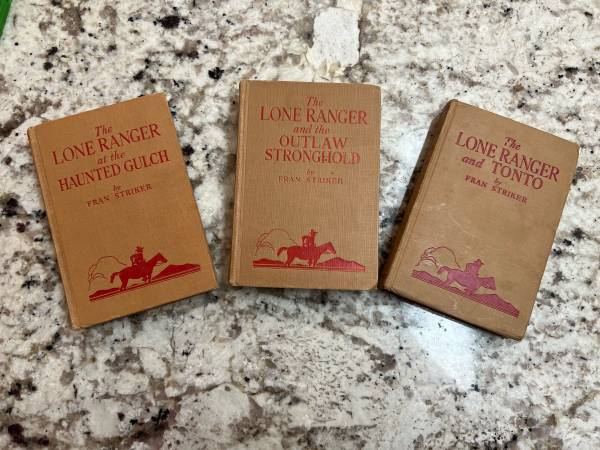 The
LONE RANGER
at the
HAUNTED GULCH
by
FRAN STRIKER
The
LONE RANGER
and the
OUTLAW
STRONGHOLD
by
FRAN STRIKER
The
LONE RANGER
and TONTO
by
FRAN STRIKER